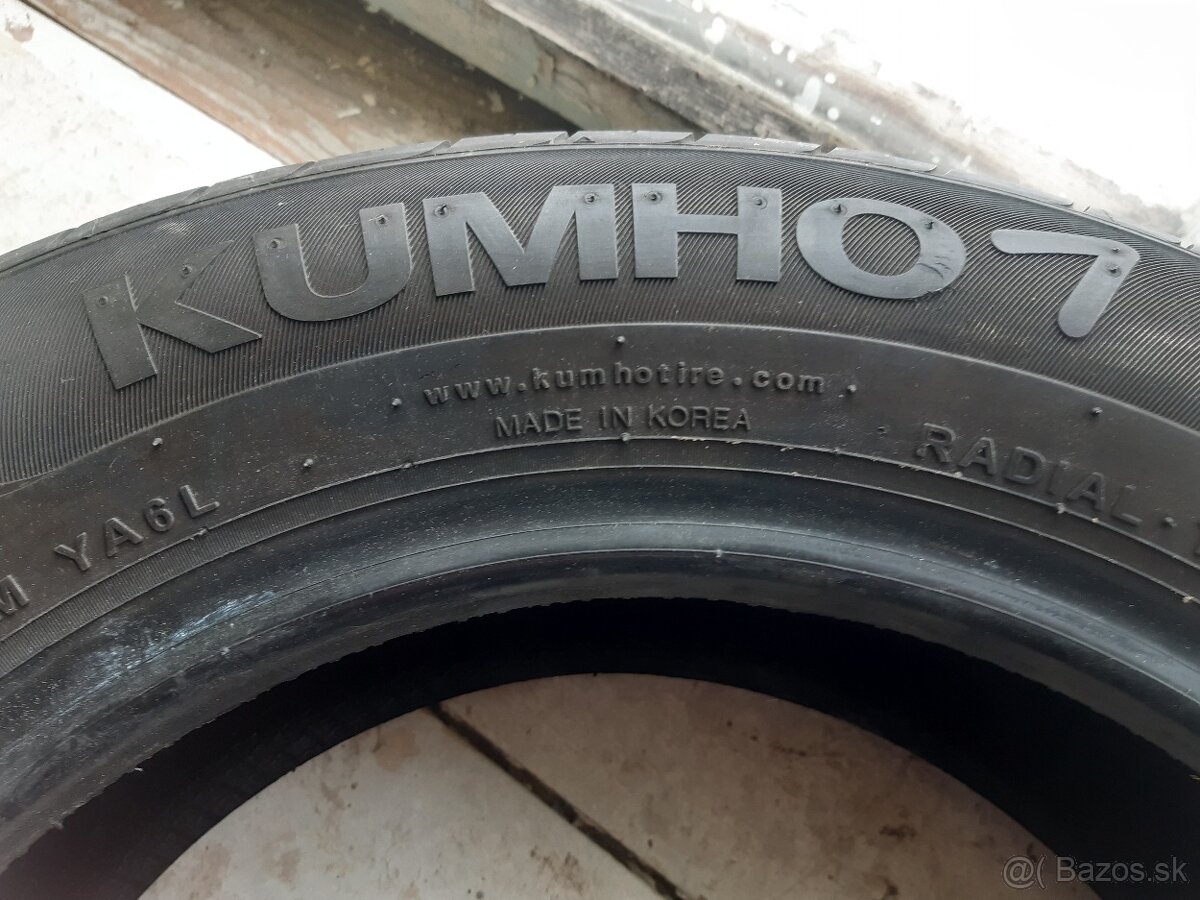 KUMHO
www.kumhotire.com
MADE IN KOREA
RADIAL
M YA6L
@( Bazos.sk